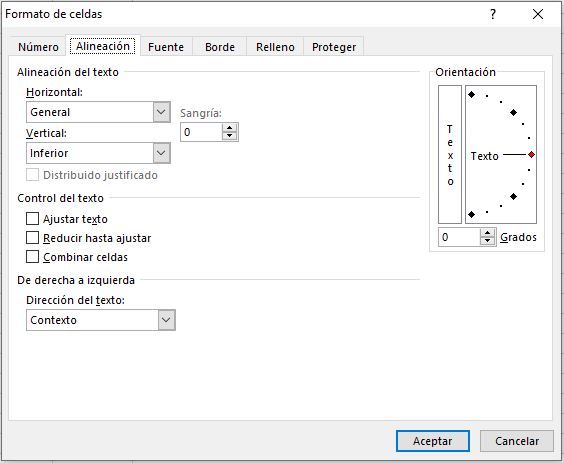 Formato de celdas
?
Número Alineación Fuente Borde Relleno Proteger
Alineación del texto
Horizontal:
General
Sangría:
Vertical:
0
Inferior
Distribuido justificado
Control del texto
Ajustar texto
Reducir hasta ajustar
Combinar celdas
De derecha a izquierda
Dirección del texto:
Contexto
Orientación
Texto
Texto
0 Grados
Aceptar Cancelar